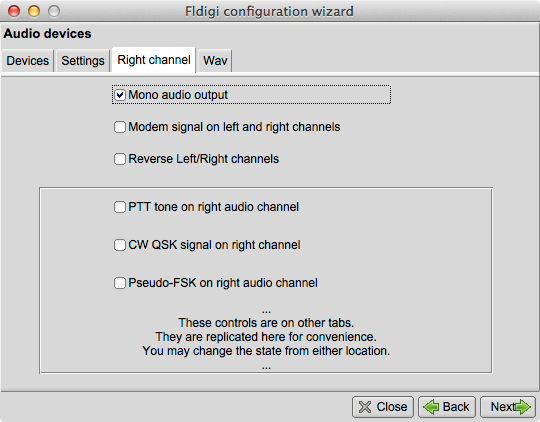 Fldigi configuration wizard
Audio devices
Devices Settings Right channel Wav
Mono audio output
Modem signal on left and right channels
Reverse Left/Right channels
PTT tone on right audio channel
CW QSK signal on right channel
Pseudo-FSK on right audio channel
...
These controls are on other tabs.
They are replicated here for convenience.
You may change the state from either location.
...
Close Back Next